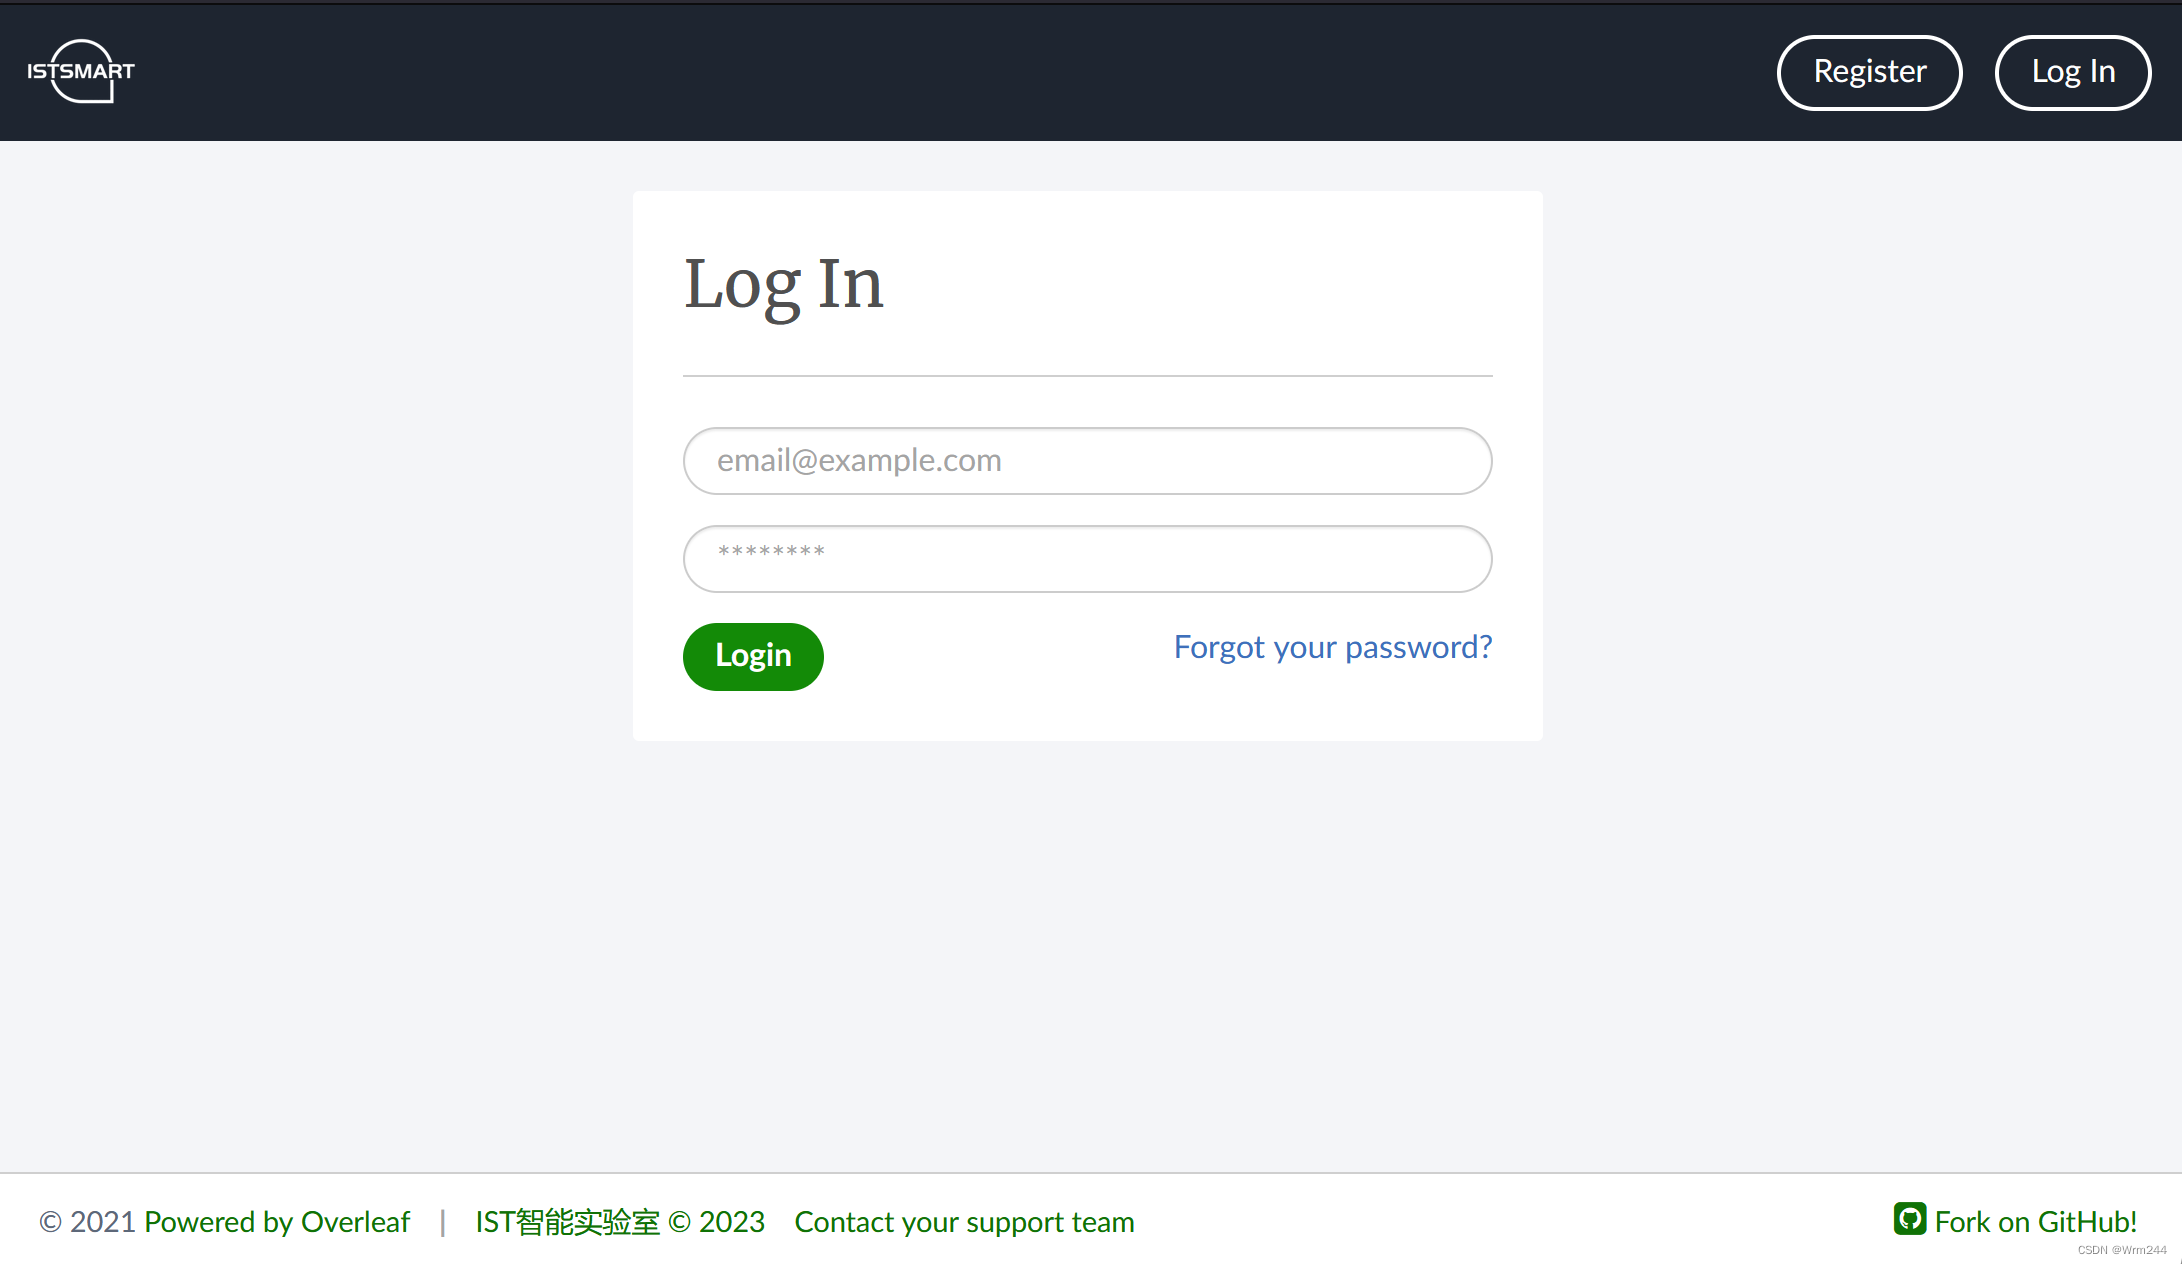 ISTSMART
Register
Log In
Log In
email@example.com
********
Login
Forgot your password?
© 2021 Powered by Overleaf | IST智能实验室 © 2023 Contact your support team
Fork on GitHub!
CSDN @Wrm244